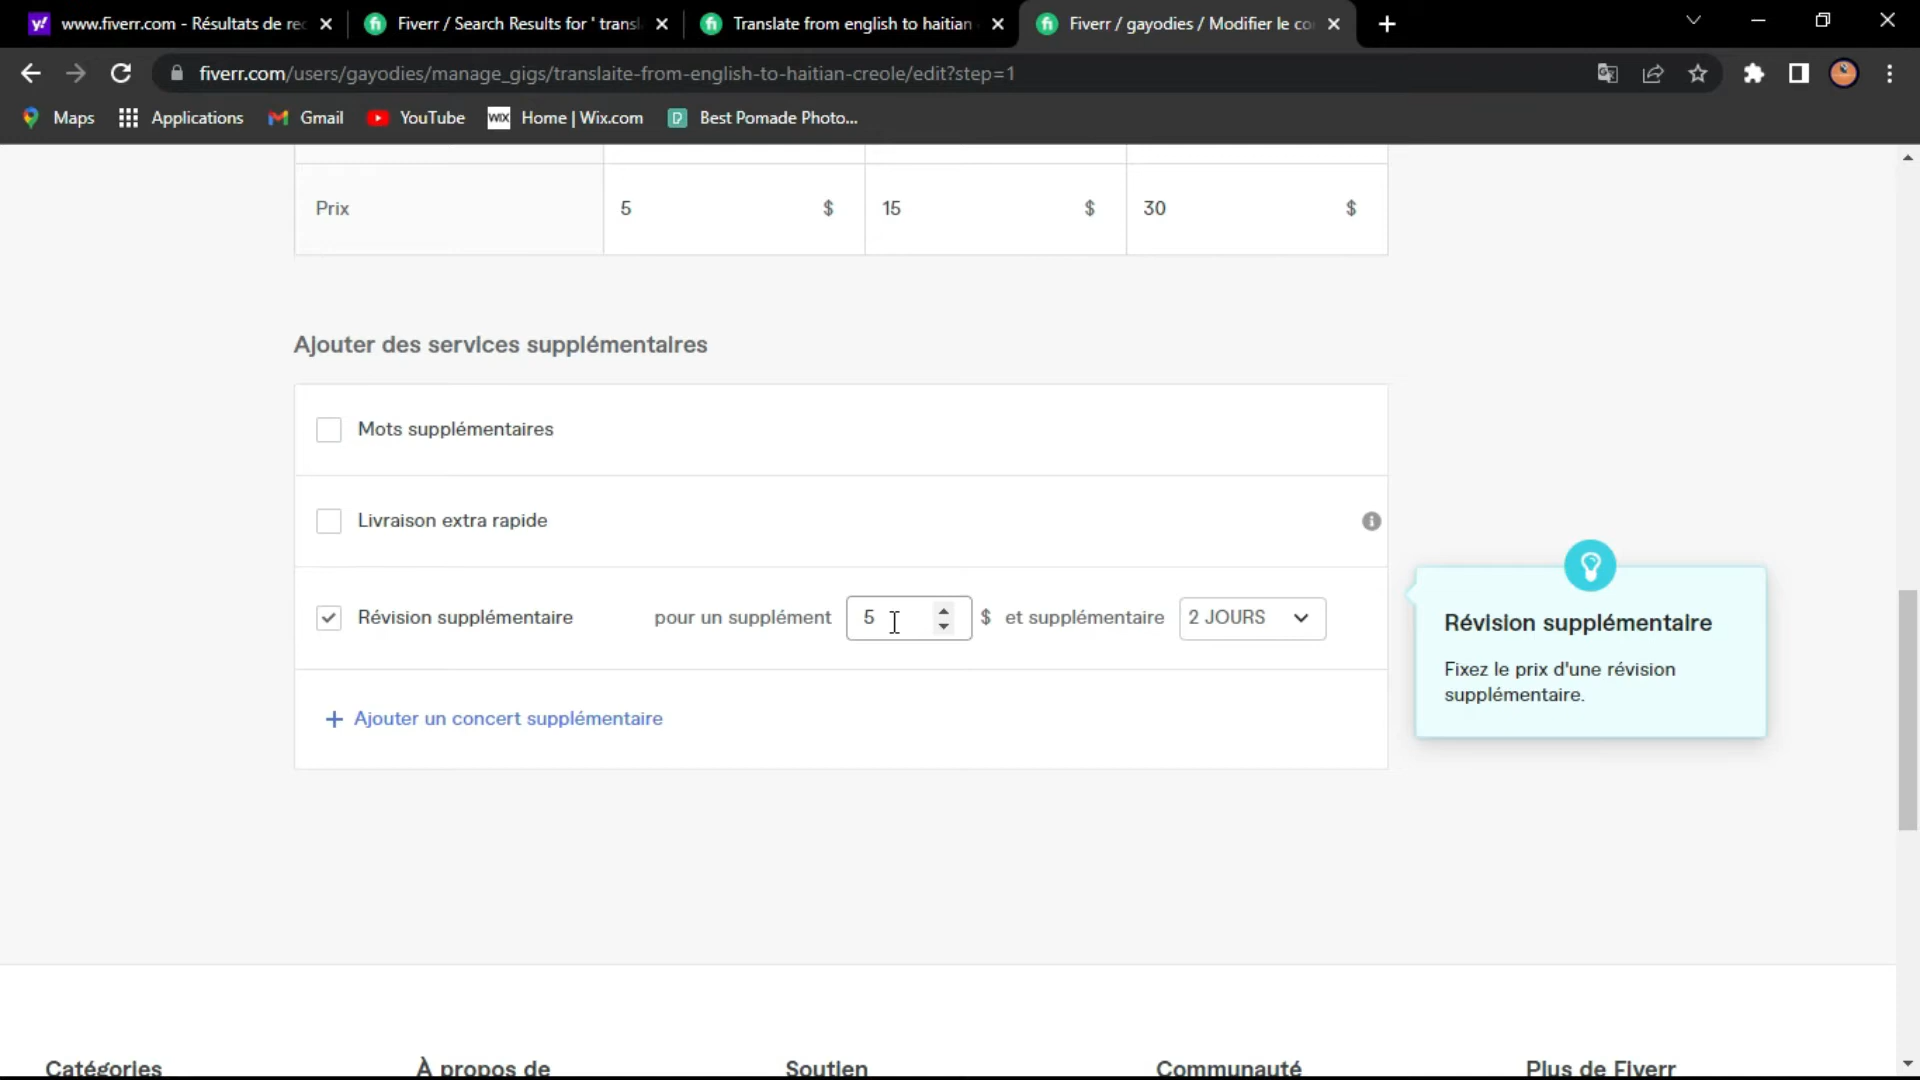 www.fiverr.com - Résultats de rec
Fiverr / Search Results for ' transl
Translate from english to haitian
Fiverr / gayodies / Modifier le co
fiverr.com/users/gayodies/manage_gigs/translaite-from-english-to-haitian-creole/edit?step=1
Maps
Applications
Gmail
YouTube
WIX
Home | Wix.com
Best Pomade Photo...
Prix
5 $
15 $
30 $
Ajouter des services supplémentaires
Mots supplémentaires
Livraison extra rapide
Révision supplémentaire pour un supplément 5 $ et supplémentaire 2 JOURS
+ Ajouter un concert supplémentaire
Révision supplémentaire
Fixez le prix d'une révision
supplémentaire.
Catégories
À propos de
Soutien
Communauté
Plus de Fiverr